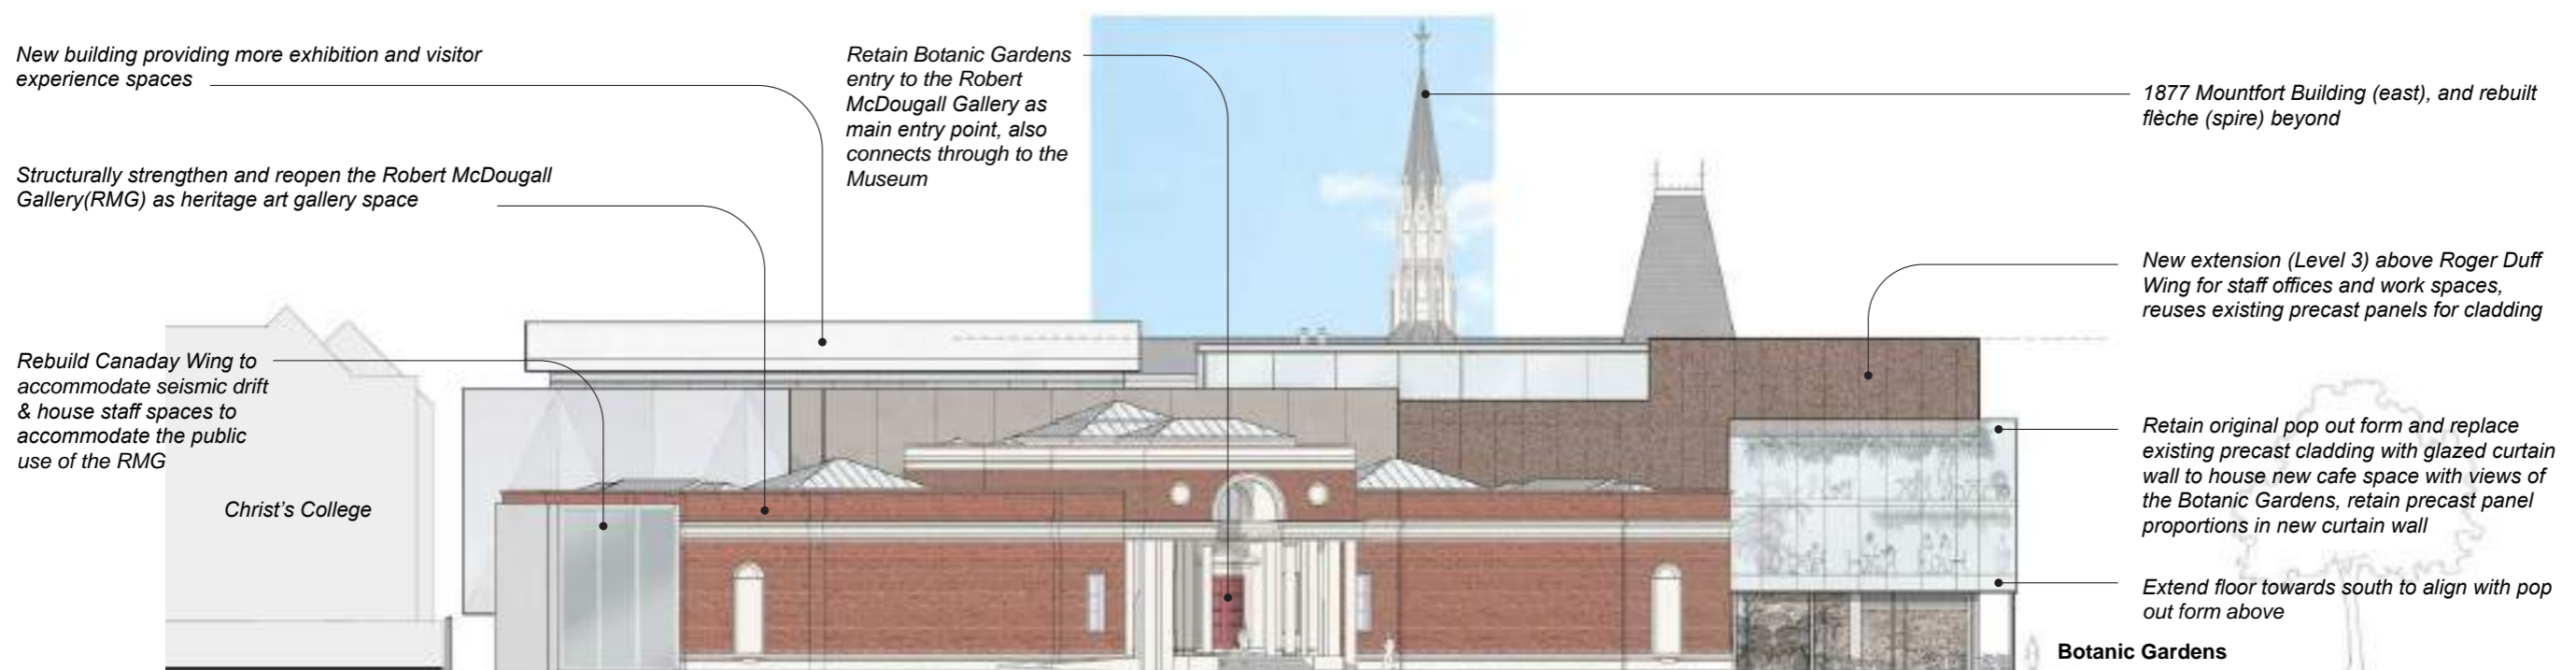 New building providing more exhibition and visitor
experience spaces
Structurally strengthen and reopen the Robert McDougall
Gallery(RMG) as heritage art gallery space
Rebuild Canaday Wing to
accommodate seismic drift
& house staff spaces to
accommodate the public
use of the RMG
Christ's College
Retain Botanic Gardens
entry to the Robert
McDougall Gallery as
main entry point, also
connects through to the
Museum
1877 Mountfort Building (east), and rebuilt
flèche (spire) beyond
New extension (Level 3) above Roger Duff
Wing for staff offices and work spaces,
reuses existing precast panels for cladding
Retain original pop out form and replace
existing precast cladding with glazed curtain
wall to house new cafe space with views of
the Botanic Gardens, retain precast panel
proportions in new curtain wall
Extend floor towards south to align with pop
out form above
Botanic Gardens